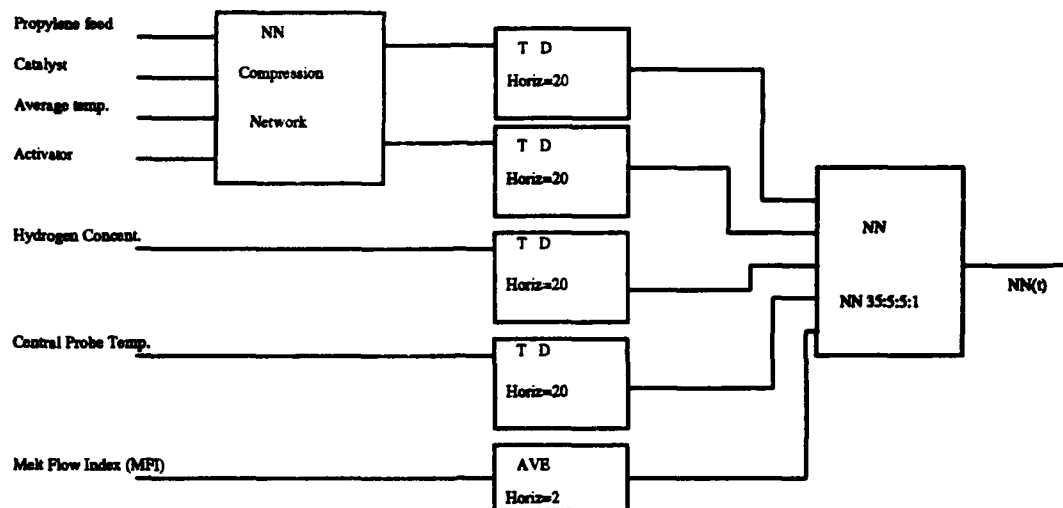 Propylene feed
Catalyst
Average temp.
Activator
NN
Compression
Network
T D
Horiz=20
T D
Horiz=20
Hydrogen Concent.
T D
Horiz=20
Central Probe Temp.
T D
Horiz=20
Melt Flow Index (MFI)
AVE
Horiz=2
NN
NN 35:5:5:1
NN(t)